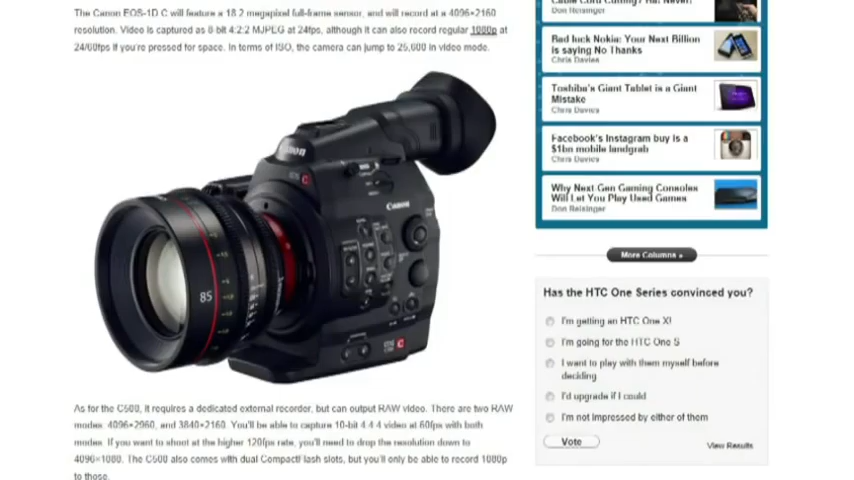 The Canon EOS-1D C will feature a 18.2 megapixel full-frame sensor, and will record at a 4096×2160
resolution. Video is captured as 8 bit 4:2:2 MJPEG at 24fps, although it can also record regular 1080p at
24/60fps if you're pressed for space. In terms of ISO, the camera can jump to 25,600 in video mode.
Canon
EOS C
Canon
85
EOS
C
As for the C500, it requires a dedicated external recorder, but can output RAW video. There are two RAW
modes 4096×2960, and 3840×2160. You'll be able to capture 10-bit 4:4:4 video at 60fps with both
modes If you want to shoot at the higher 120fps rate, you'll need to drop the resolution down to
4096×1080. The C500 also comes with dual CompactFlash slots, but you'll only be able to record 1080p
to those.
Cable Cord Cutting? Ha! Never!
Don Reisinger
Bad luck Nokia: Your Next Billion
is saying No Thanks
Chris Davies
Toshiba's Giant Tablet is a Giant
Mistake
Chris Davies
Facebook's Instagram buy is a
$1bn mobile landgrab
Chris Davies
Why Next Gen Gaming Consoles
Will Let You Play Used Games
Don Reisinger
More Columns »
Has the HTC One Series convinced you?
I'm getting an HTC One X!
I'm going for the HTC One S
I want to play with them myself before
deciding
I'd upgrade if I could
I'm not impressed by either of them
Vote
View Results